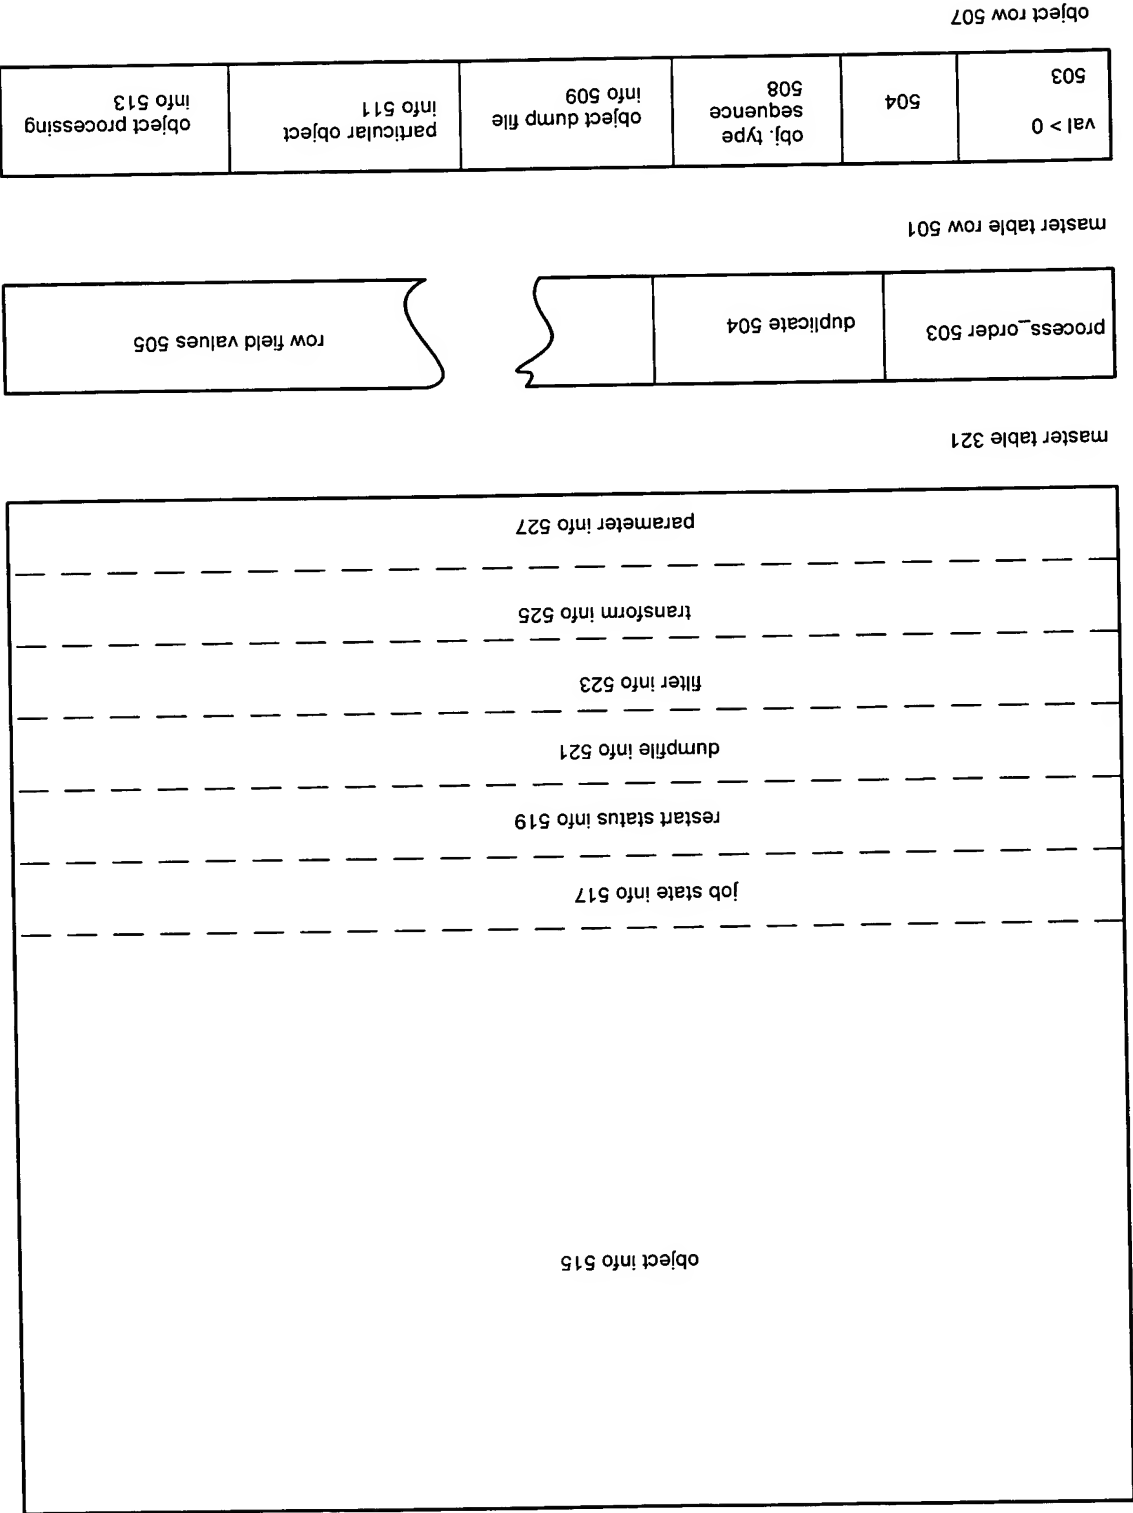 object info 515
job state info 517
restart status info 519
dumpfile info 521
filter info 523
transform info 525
parameter info 527
master table 321
process_order 503
duplicate 504
row field values 505
master table row 501
val > 0
503
504
obj. type
sequence
508
object dump file
info 509
particular object
info 511
object processing
info 513
object row 507